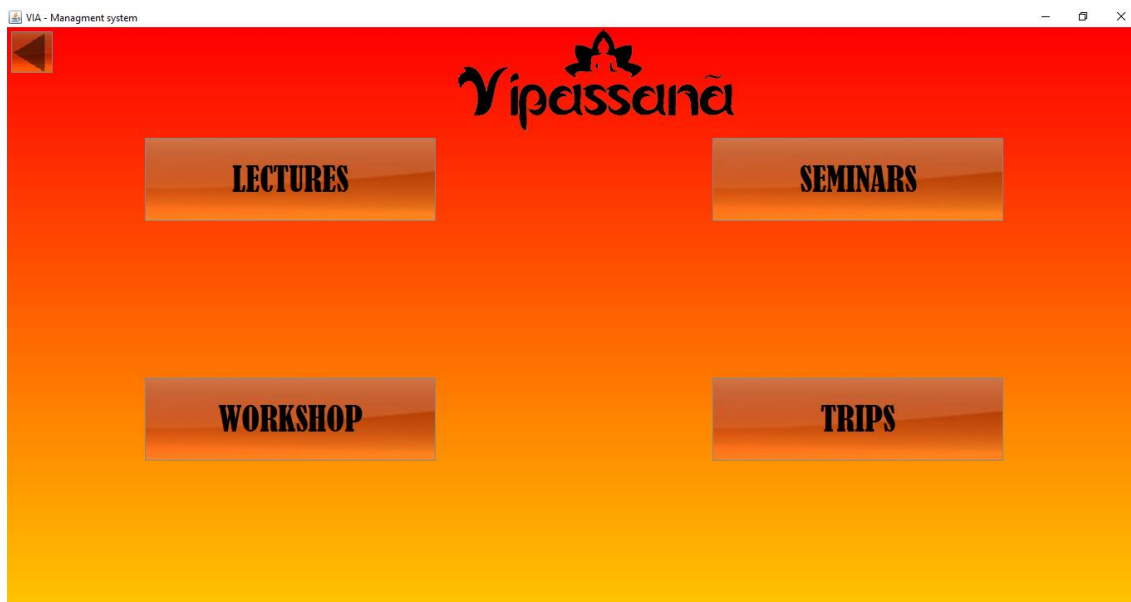 VIA - Managment system
Vipassanã
LECTURES
SEMINARS
WORKSHOP
TRIPS